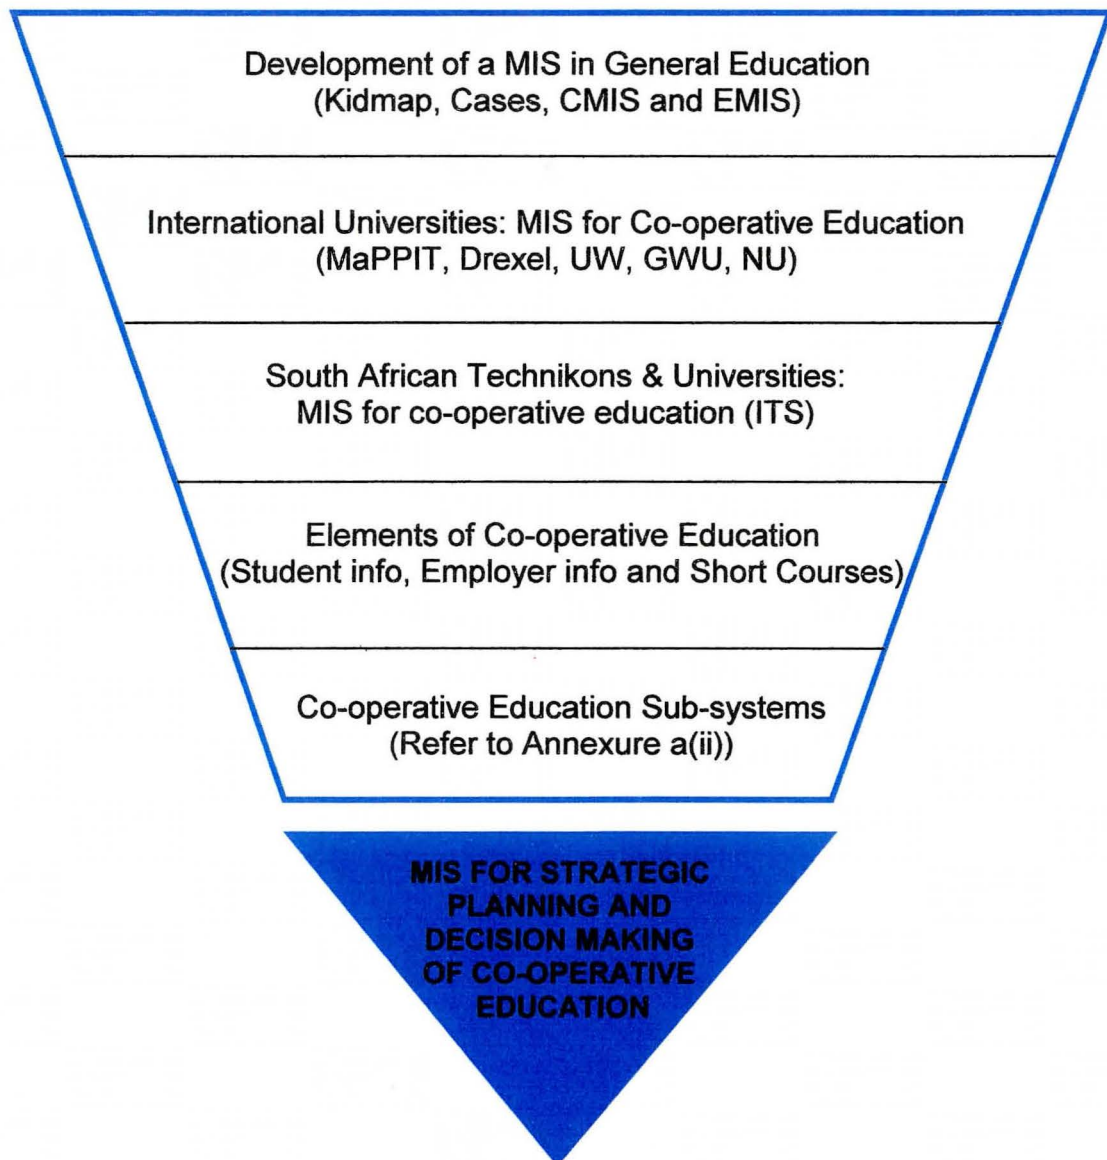 Development of a MIS in General Education
(Kidmap, Cases, CMIS and EMIS)
International Universities: MIS for Co-operative Education
(MaPPIT, Drexel, UW, GWU, NU)
South African Technikons & Universities:
MIS for co-operative education (ITS)
Elements of Co-operative Education
(Student info, Employer info and Short Courses)
Co-operative Education Sub-systems
(Refer to Annexure a(ii))
MIS FOR STRATEGIC
PLANNING AND
DECISION MAKING
OF CO-OPERATIVE
EDUCATION